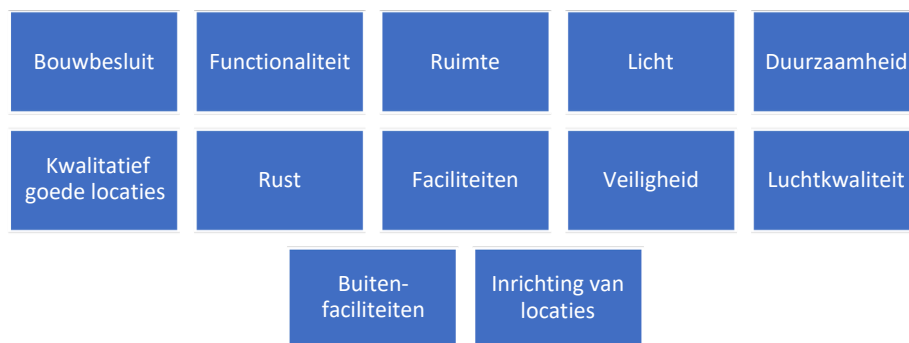 Bouwbesluit
Functionaliteit
Ruimte
Licht
Duurzaamheid
Kwalitatief
goede locaties
Rust
Faciliteiten
Veiligheid
Luchtkwaliteit
Buiten-
faciliteiten
Inrichting van
locaties